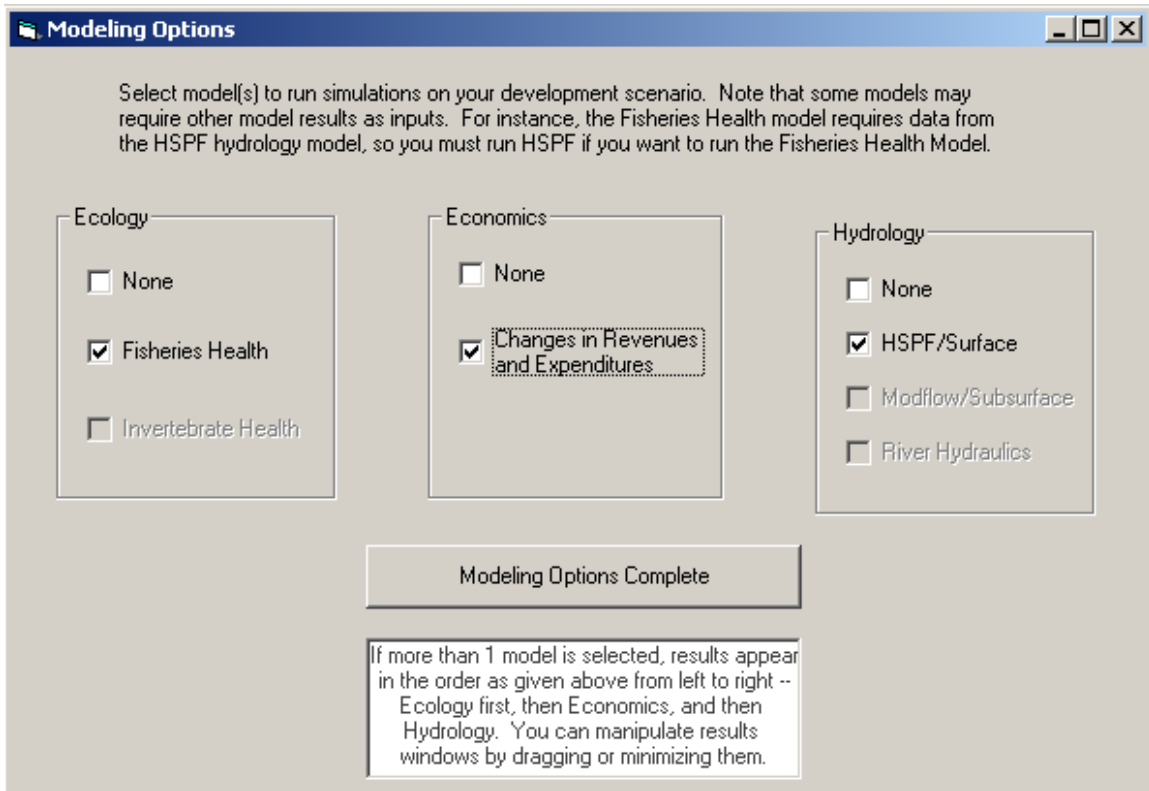 Modeling Options
Select model(s) to run simulations on your development scenario.  Note that some models may
require other model results as inputs.  For instance, the Fisheries Health model requires data from
the HSPF hydrology model, so you must run HSPF if you want to run the Fisheries Health Model.
Ecology
None
Fisheries Health
Invertebrate Health
Economics
None
Changes in Revenues
and Expenditures
Hydrology
None
HSPF/Surface
Modflow/Subsurface
River Hydraulics
Modeling Options Complete
If more than 1 model is selected, results appear
in the order as given above from left to right --
Ecology first, then Economics, and then
Hydrology.  You can manipulate results
windows by dragging or minimizing them.